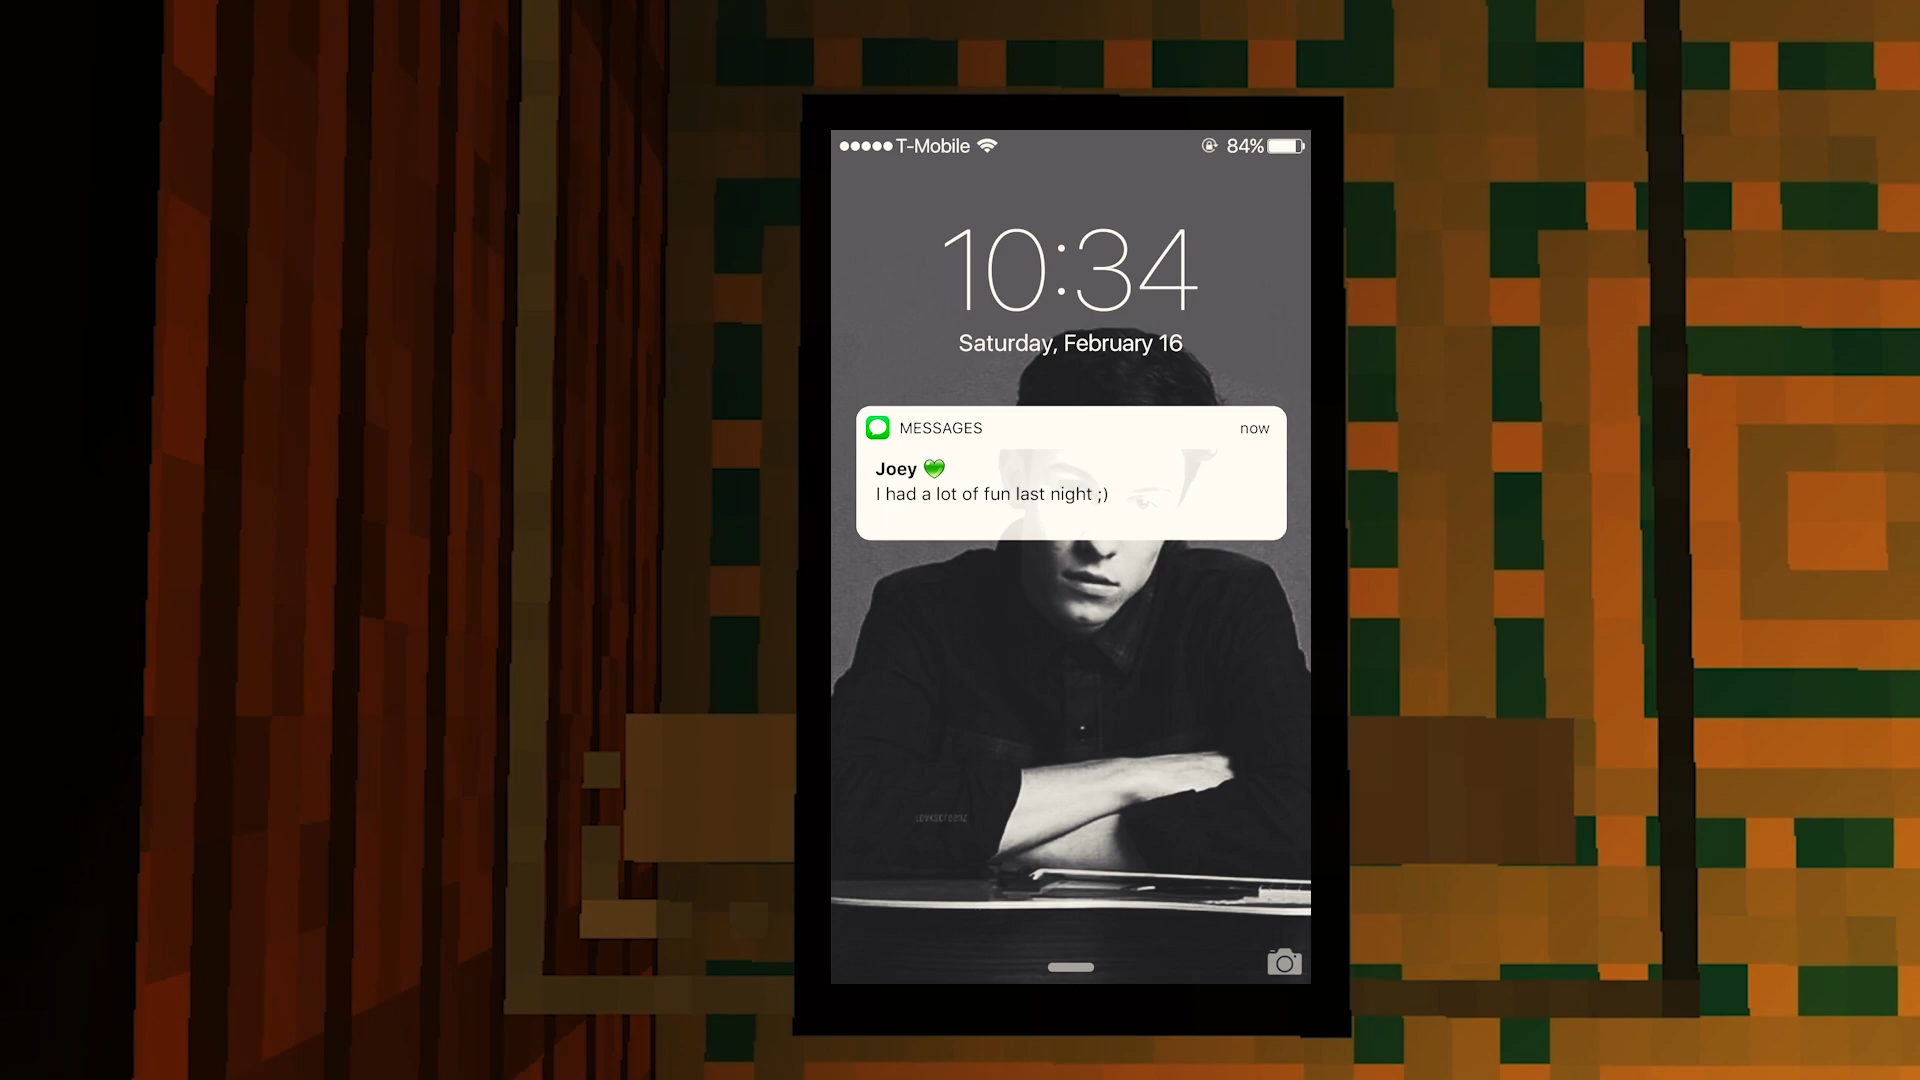 T-Mobile 84%
10:34
Saturday, February 16
MESSAGES now
Joey 💚
I had a lot of fun last night ;)